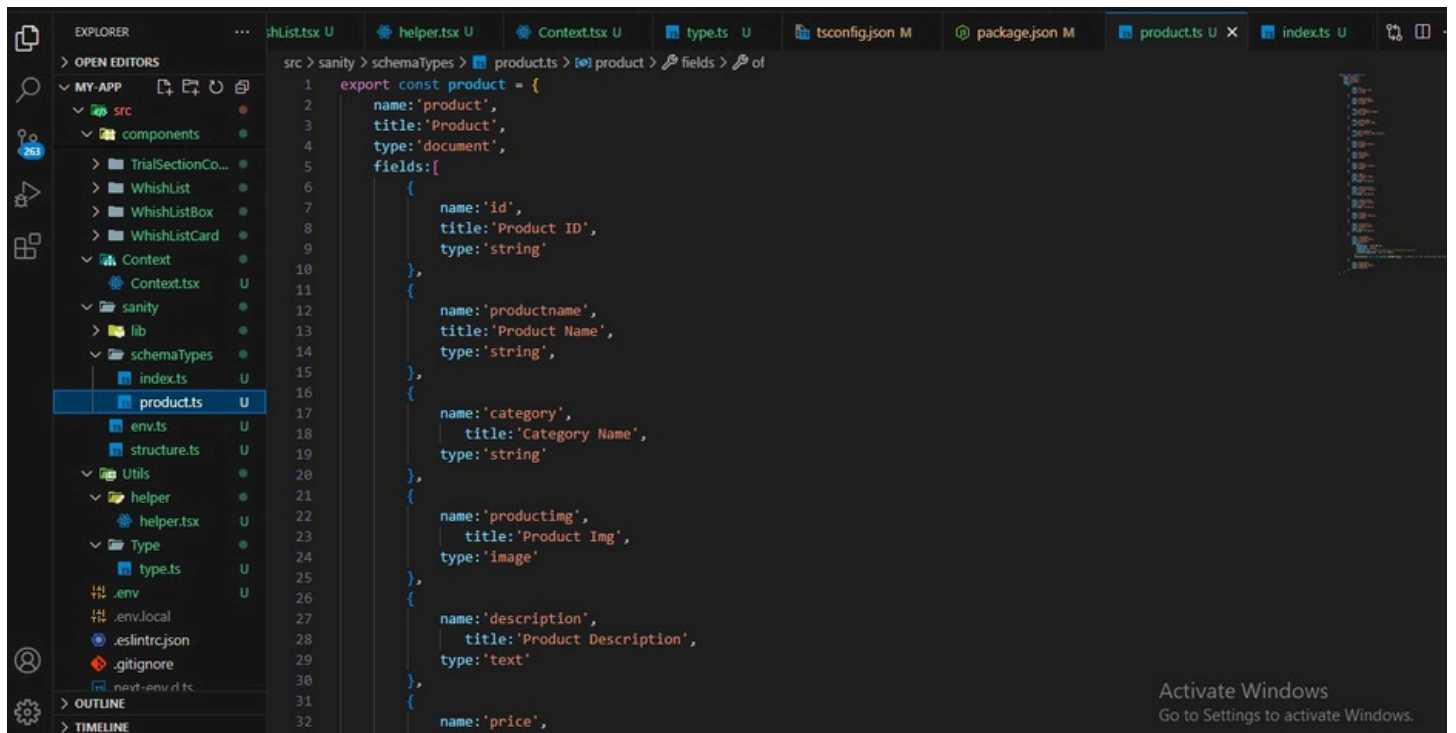 EXPLORER
···
shList.tsx U
helper.tsx U
Context.tsx U
type.ts U
tsconfig.json M
package.json M
product.ts U
index.ts U
OPEN EDITORS
src > sanity > schemaTypes > product.ts > product > fields > of
MY-APP
src
components
TrialSectionCo...
WhishList
WhishListBox
WhishListCard
Context
Context.tsx U
sanity
lib
schemaTypes
index.ts U
product.ts U
env.ts U
structure.ts U
Utils
helper
helper.tsx U
Type
type.ts U
.env U
.env.local
.eslintrc.json
.gitignore
next-env.d.ts
OUTLINE
TIMELINE
263
1 export const product = {
2 name:'product',
3 title:'Product',
4 type:'document',
5 fields:[
6 {
7 name:'id',
8 title:'Product ID',
9 type:'string'
10 },
11 {
12 name:'productname',
13 title:'Product Name',
14 type:'string',
15 },
16 {
17 name:'category',
18 title:'Category Name',
19 type:'string'
20 },
21 {
22 name:'productimg',
23 title:'Product Img',
24 type:'image'
25 },
26 {
27 name:'description',
28 title:'Product Description',
29 type:'text'
30 },
31 {
32 name:'price',
Activate Windows
Go to Settings to activate Windows.